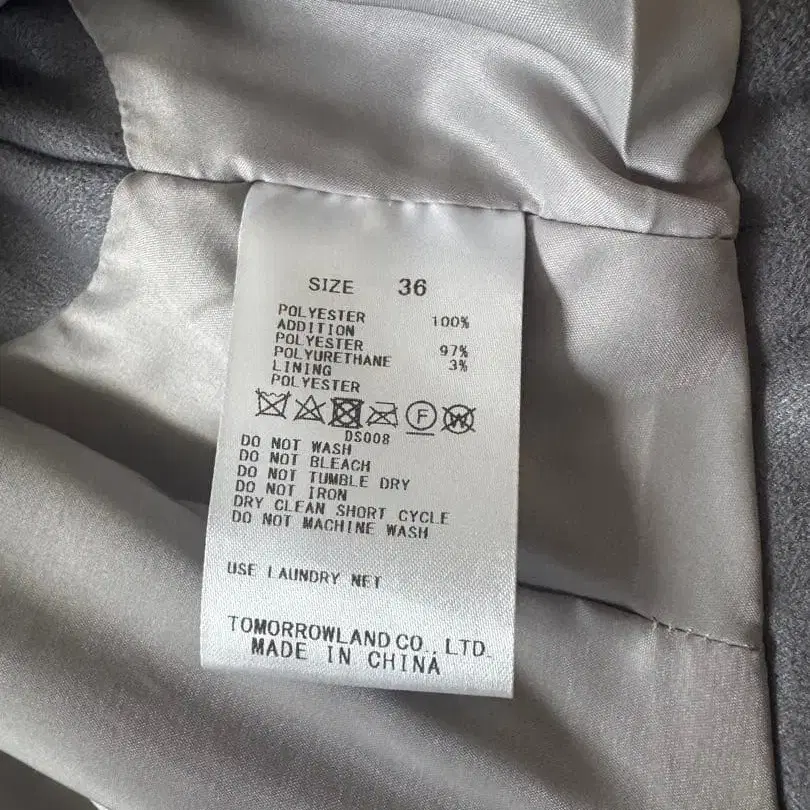 SIZE 36
POLYESTER 100%
ADDITION
POLYESTER 97%
POLYURETHANE 3%
LINING
POLYESTER
F W
DS008
DO NOT WASH
DO NOT BLEACH
DO NOT TUMBLE DRY
DO NOT IRON
DRY CLEAN SHORT CYCLE
DO NOT MACHINE WASH
USE LAUNDRY NET
TOMORROWLAND CO., LTD.
MADE IN CHINA